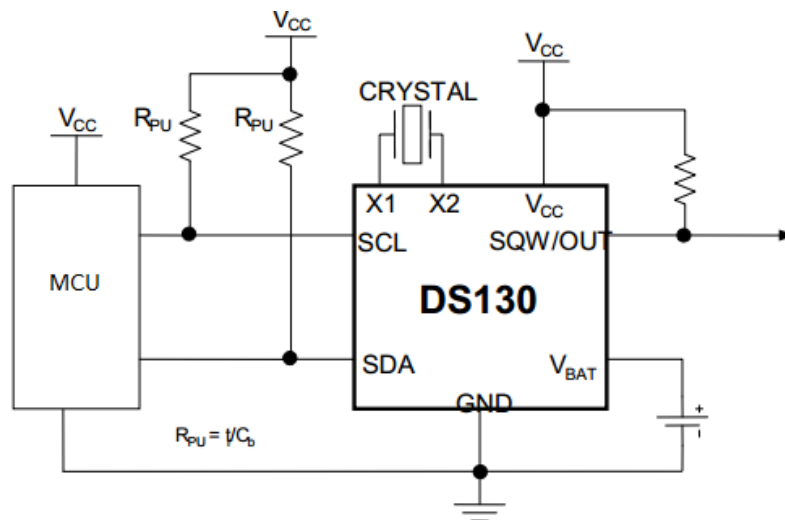 VCC
VCC
CRYSTAL
VCC
RPU
RPU
X1
X2
VCC
SCL
SQW/OUT
MCU
DS130
SDA
VBAT
GND
+
-
RPU = t/Cb